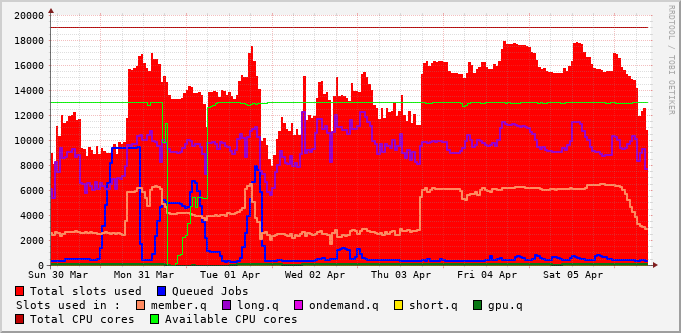 20000
18000
16000
14000
12000
10000
8000
6000
4000
2000
0
Sun 30 Mar Mon 31 Mar Tue 01 Apr Wed 02 Apr Thu 03 Apr Fri 04 Apr Sat 05 Apr
RRDTOOL / TOBI OETIKER
Total slots used Queued Jobs
Slots used in : member.q long.q ondemand.q short.q gpu.q
Total CPU cores Available CPU cores